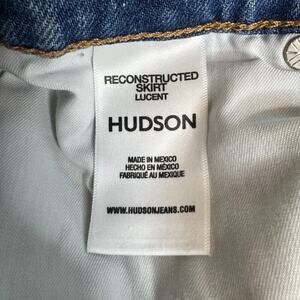 RECONSTRUCTED
SKIRT
LUCENT
HUDSON
MADE IN MEXICO
HECHO EN MÉXICO
FABRIQUÉ AU MEXIQUE
WWW.HUDSONJEANS.COM